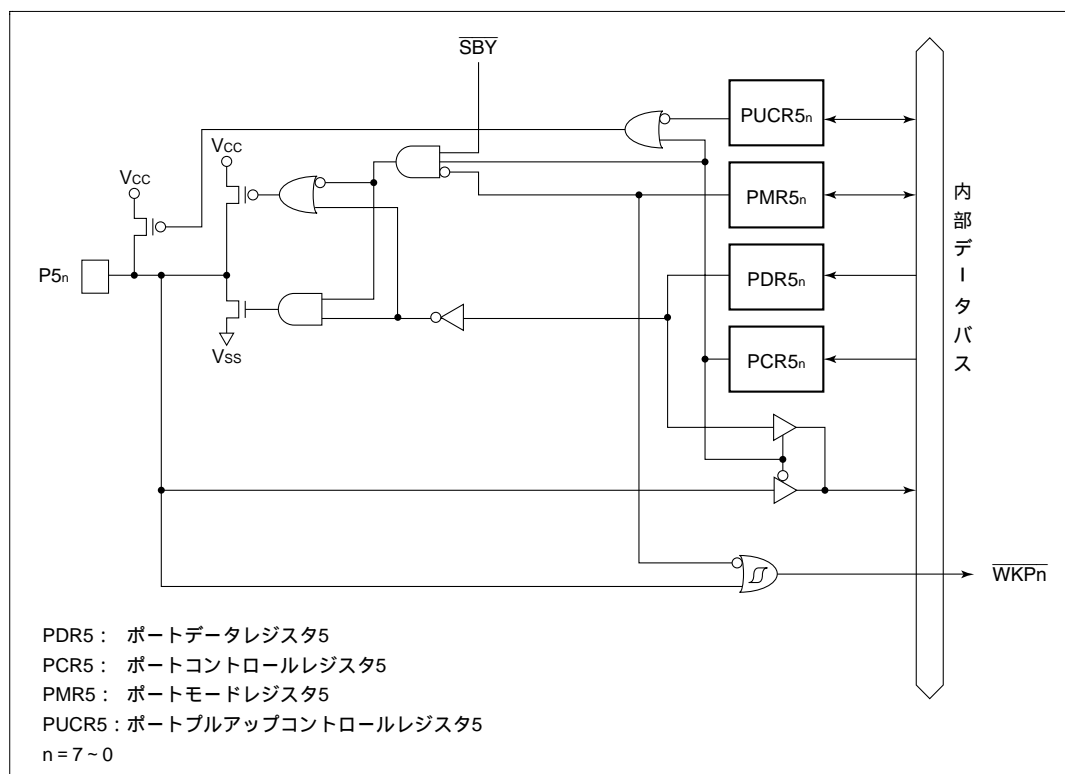 SBY
PUCR5n
VCC
VCC
PMR5n
内部データバス
P5n
PDR5n
VSS
PCR5n
WKPn
PDR5： ポートデータレジスタ5
PCR5： ポートコントロールレジスタ5
PMR5： ポートモードレジスタ5
PUCR5：ポートプルアップコントロールレジスタ5
n = 7 ~ 0